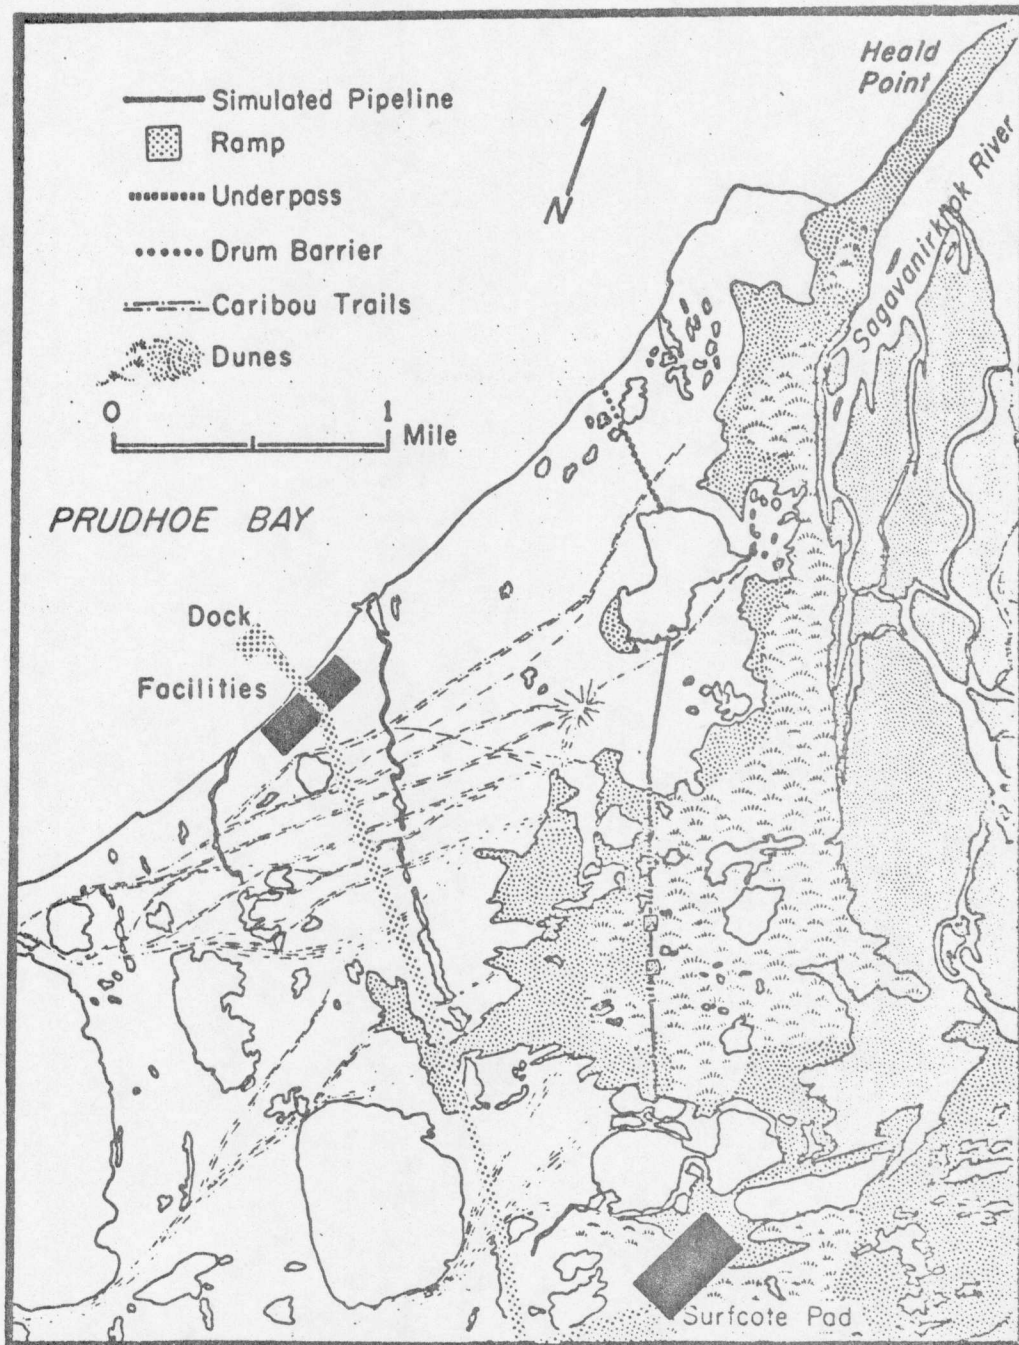 Heald
Point
Simulated Pipeline
Ramp
Underpass
N
Drum Barrier
Sagavanirktok River
Caribou Trails
Dunes
0 1
Mile
PRUDHOE BAY
Dock
Facilities
Surfcote Pad